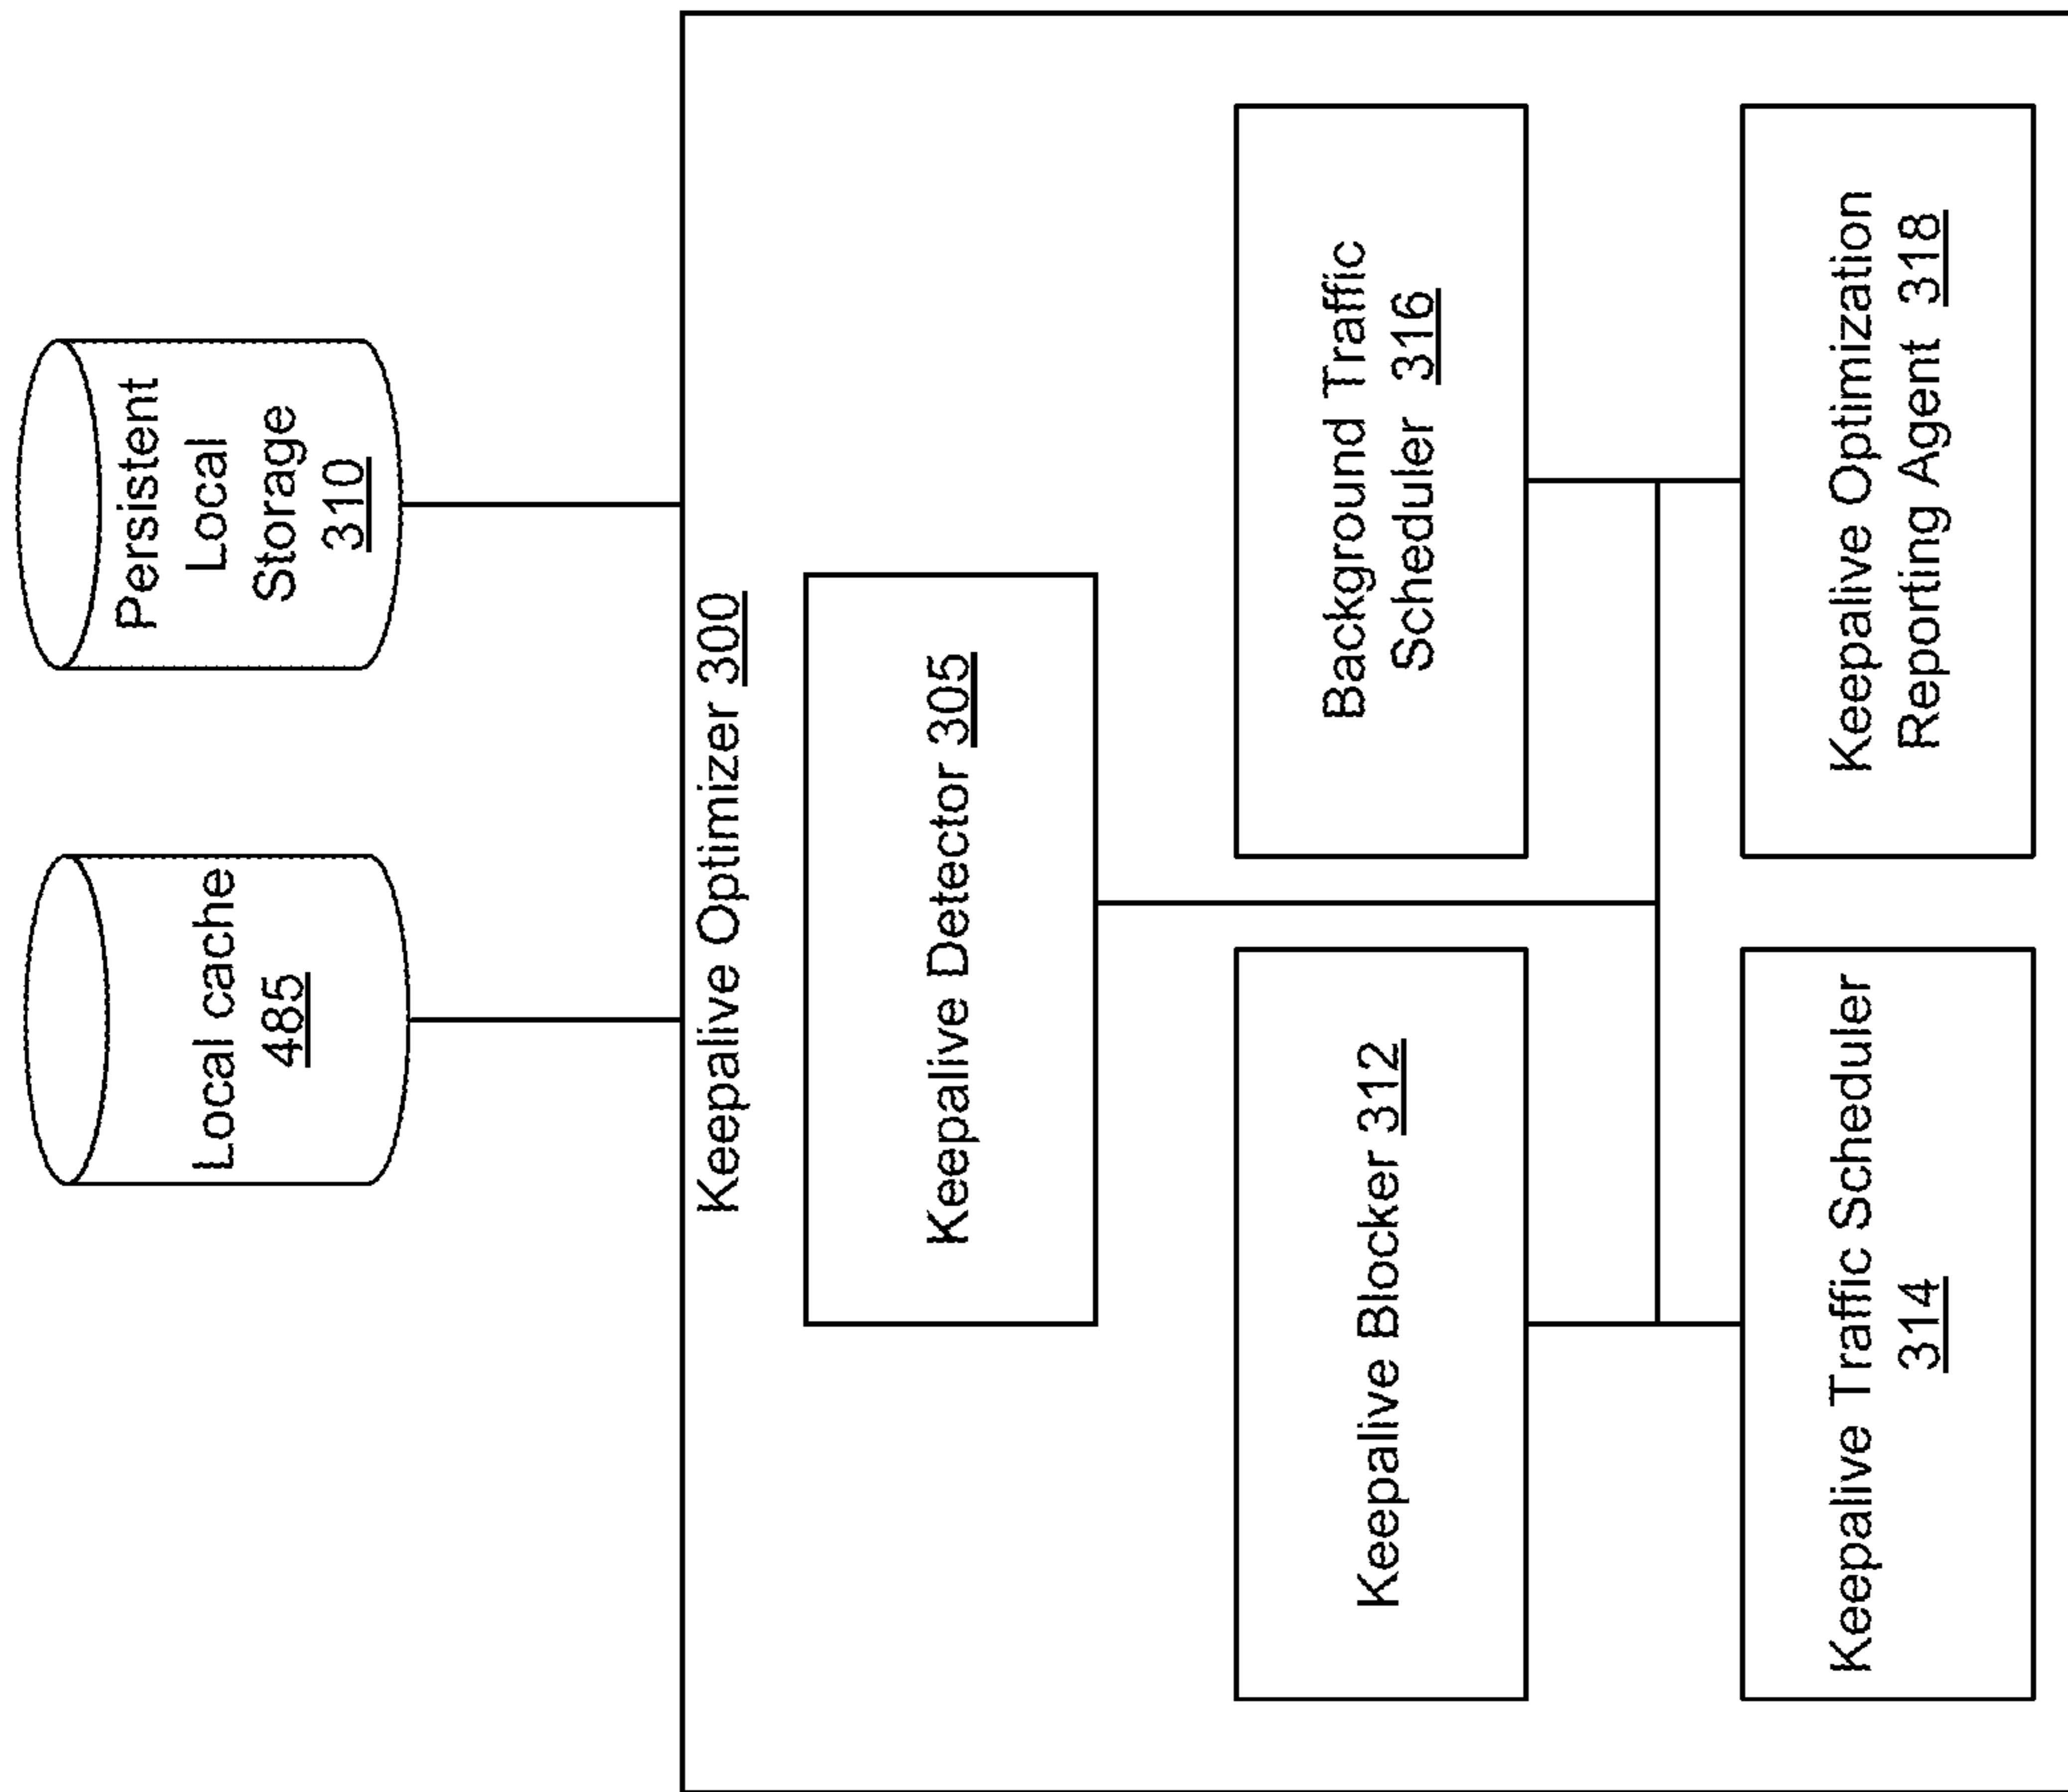 Local cache
485
Persistent
Local
Storage
310
Keepalive Optimizer 300
Keepalive Detector 305
Keepalive Blocker 312
Background Traffic
Scheduler 316
Keepalive Traffic Scheduler
314
Keepalive Optimization
Reporting Agent 318